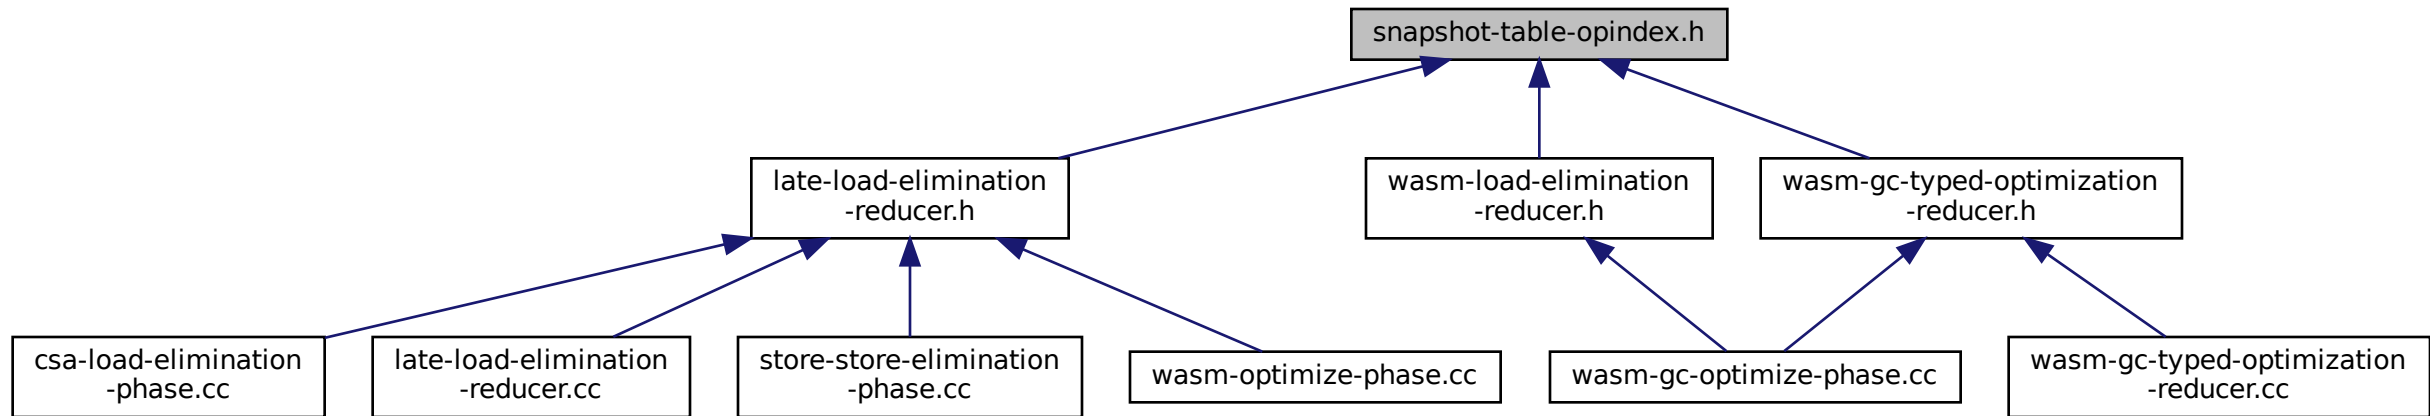 snapshot-table-opindex.h
late-load-elimination
-reducer.h
wasm-load-elimination
-reducer.h
wasm-gc-typed-optimization
-reducer.h
csa-load-elimination
-phase.cc
late-load-elimination
-reducer.cc
store-store-elimination
-phase.cc
wasm-optimize-phase.cc
wasm-gc-optimize-phase.cc
wasm-gc-typed-optimization
-reducer.cc